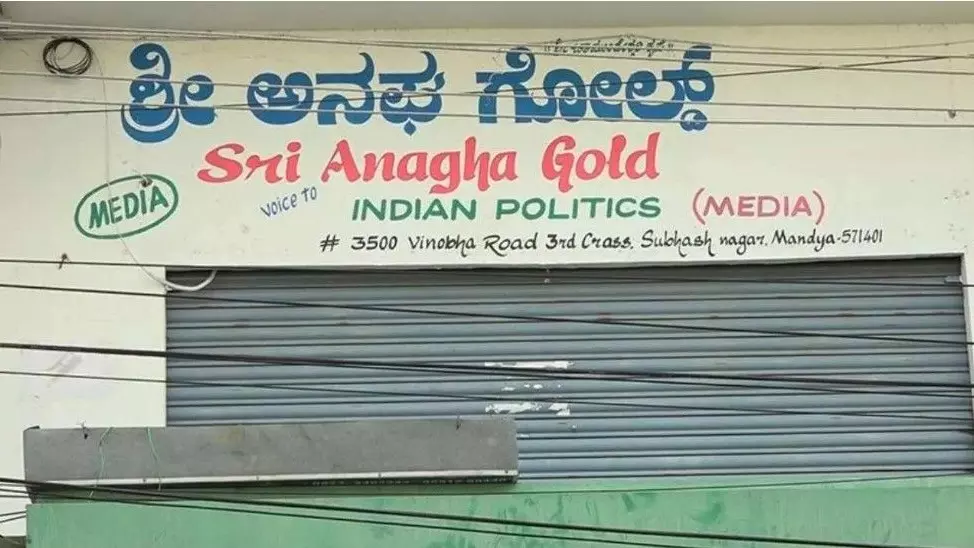 ಶ್ರೀ ಅನಘ ಗೋಲ್ಡ್
Sri Anagha Gold
MEDIA
Voice to INDIAN POLITICS (MEDIA)
# 3500 Vinobha Road 3rd Crass, Subhash nagar, Mandya-571401